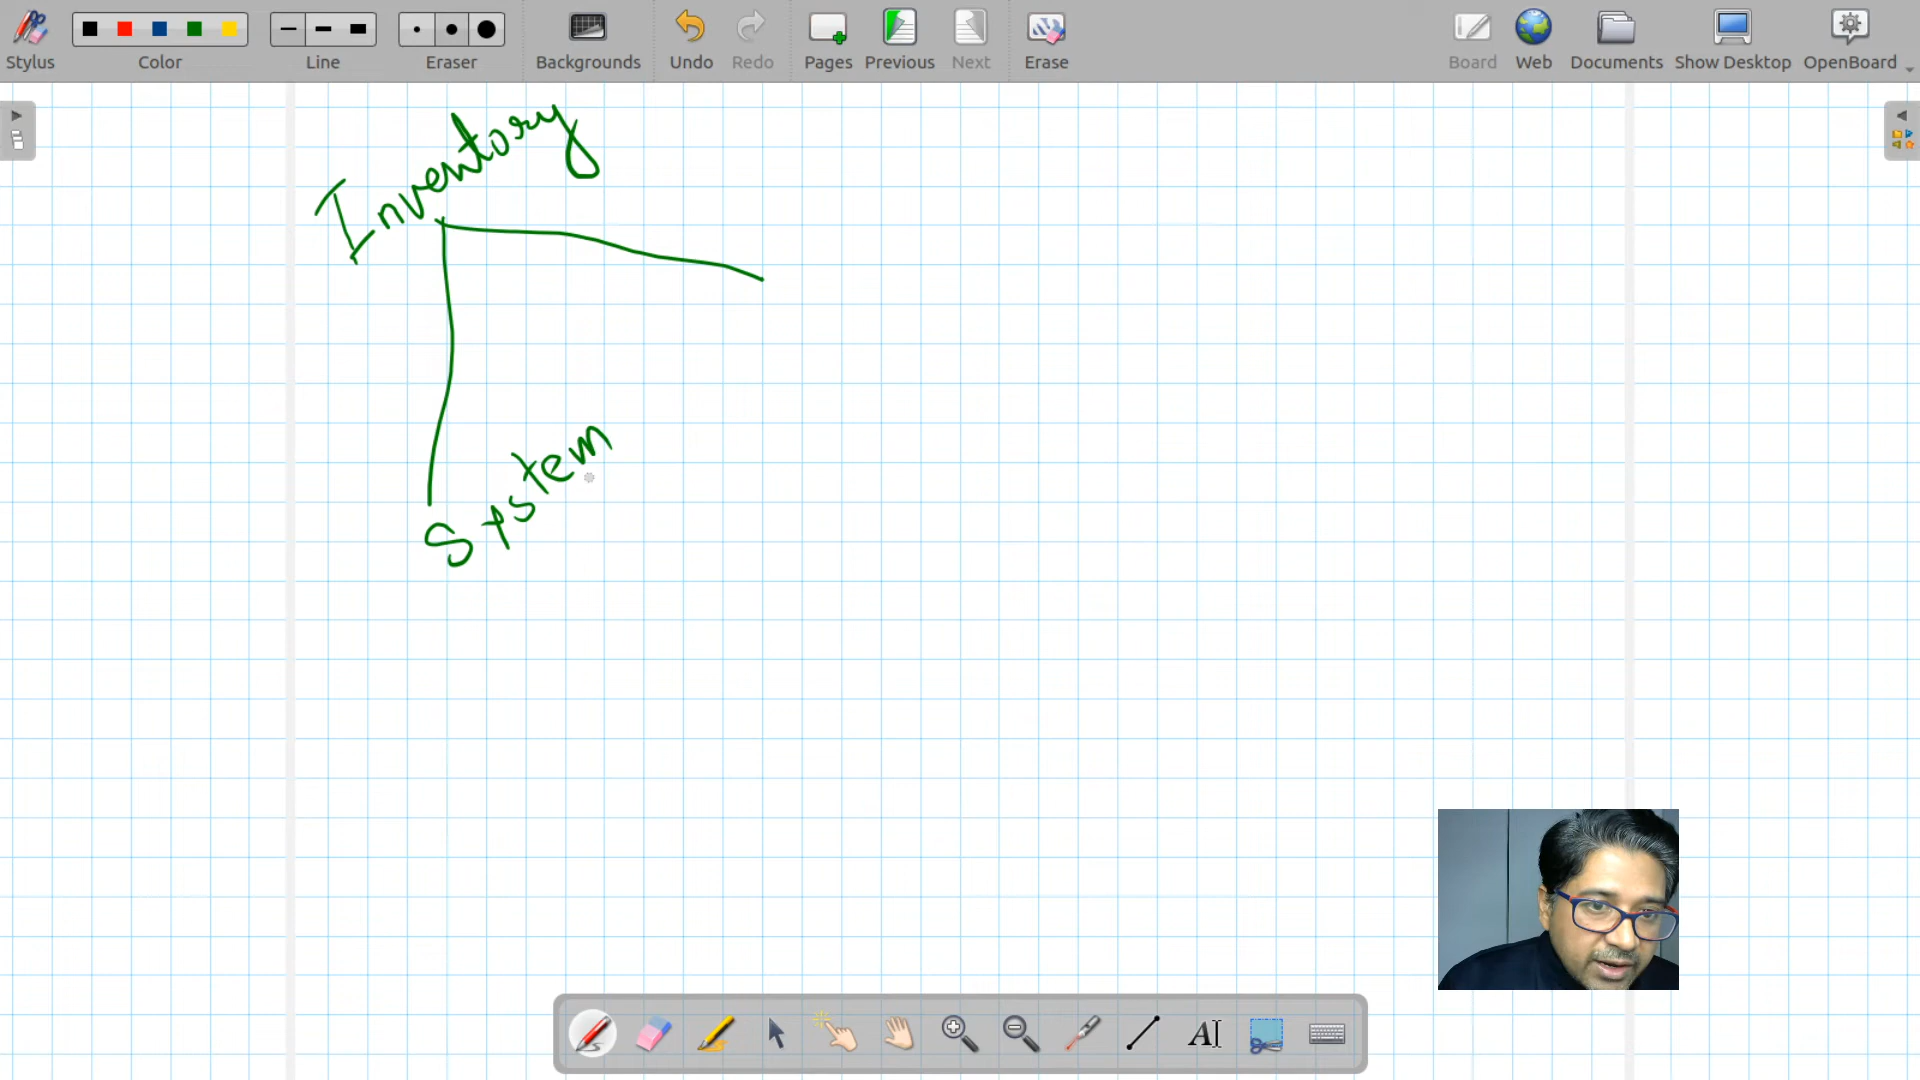 Stylus Color Line Eraser Backgrounds Undo Redo Pages Previous Next Erase Board Web Documents Show Desktop OpenBoard
Inventory
System